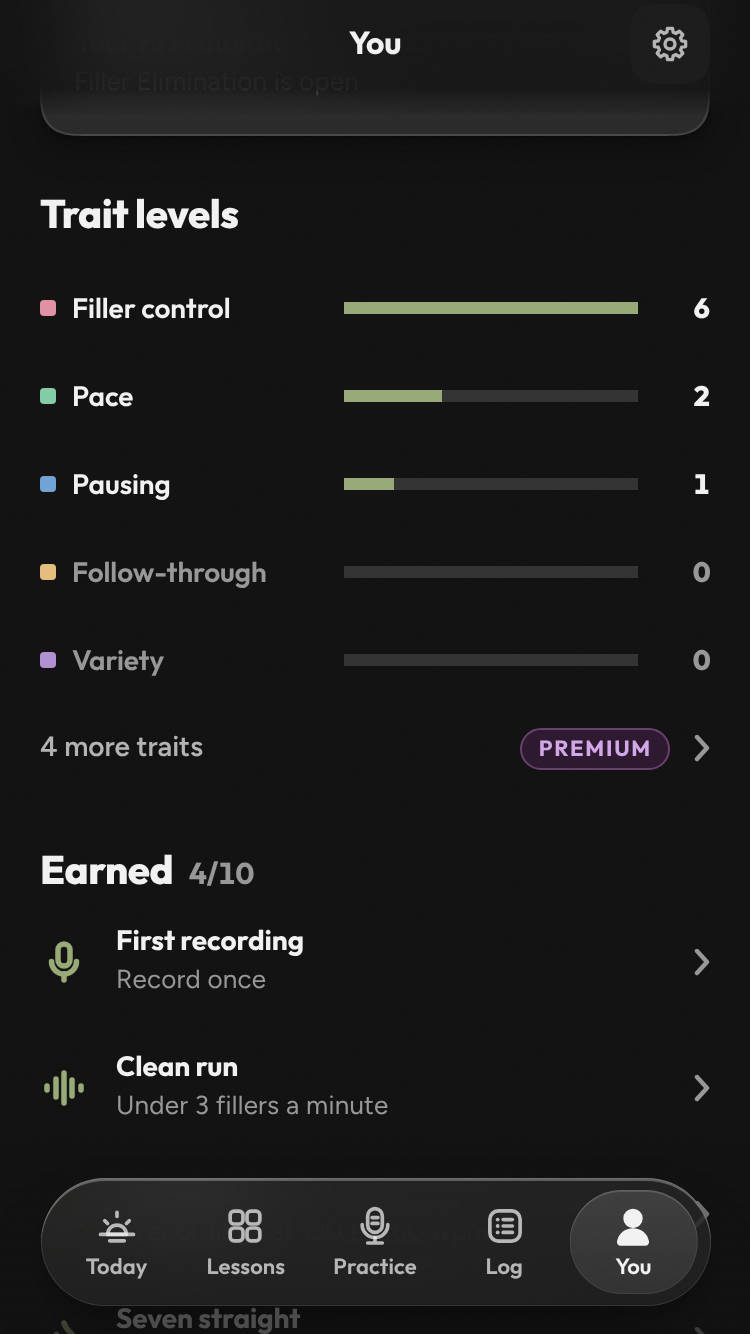 You
Filler Elimination is open
Trait levels
Filler control 6
Pace 2
Pausing 1
Follow-through 0
Variety 0
4 more traits PREMIUM
Earned 4/10
First recording
Record once
Clean run
Under 3 fillers a minute
Today Lessons Practice Log You
Seven straight